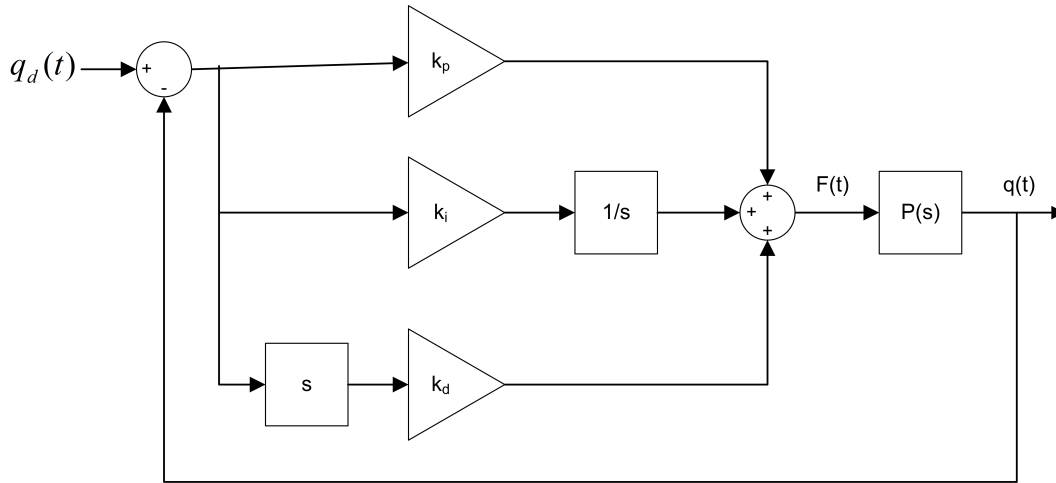 q_d(t)
+
-
k_p
k_i
1/s
+
+
+
F(t)
P(s)
q(t)
s
k_d